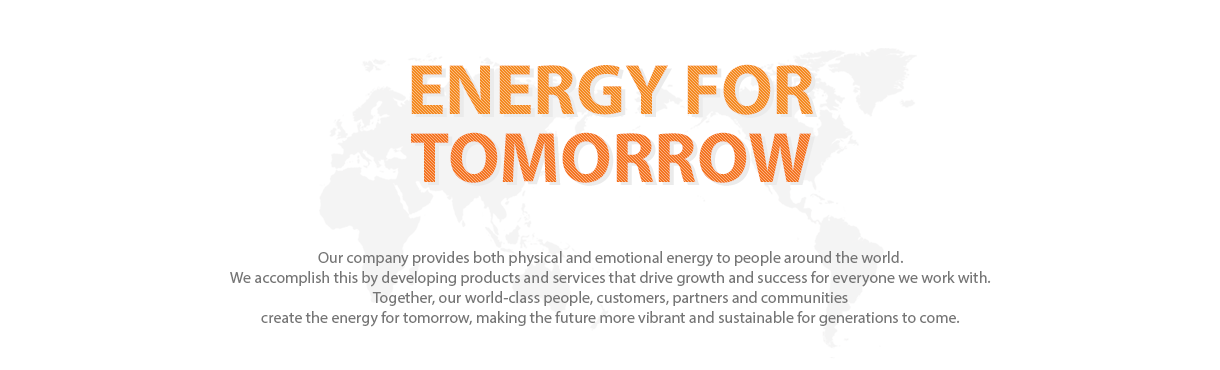 ENERGY FOR
TOMORROW
Our company provides both physical and emotional energy to people around the world.
We accomplish this by developing products and services that drive growth and success for everyone we work with.
Together, our world-class people, customers, partners and communities
create the energy for tomorrow, making the future more vibrant and sustainable for generations to come.